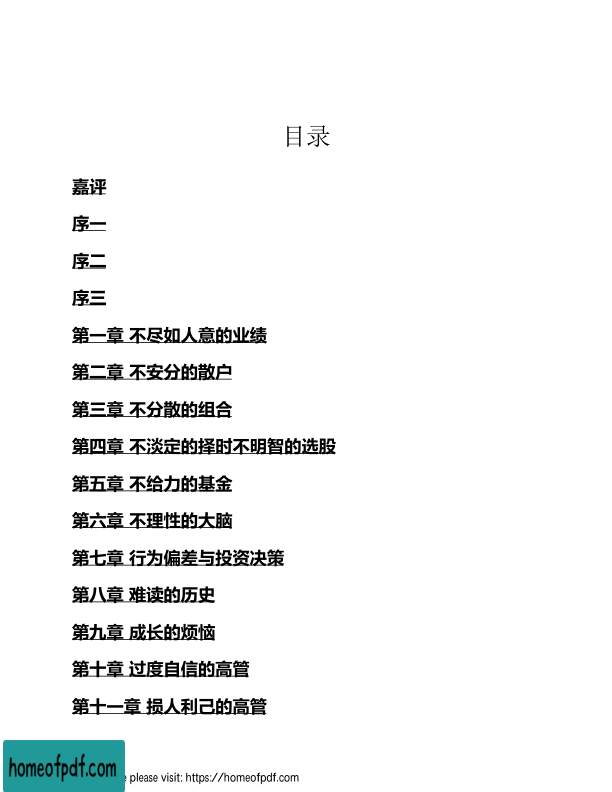 目录
嘉评
序一
序二
序三
第一章 不尽如人意的业绩
第二章 不安分的散户
第三章 不分散的组合
第四章 不淡定的择时不明智的选股
第五章 不给力的基金
第六章 不理性的大脑
第七章 行为偏差与投资决策
第八章 难读的历史
第九章 成长的烦恼
第十章 过度自信的高管
第十一章 损人利己的高管
homeofpdf.com
e please visit: https://homeofpdf.com